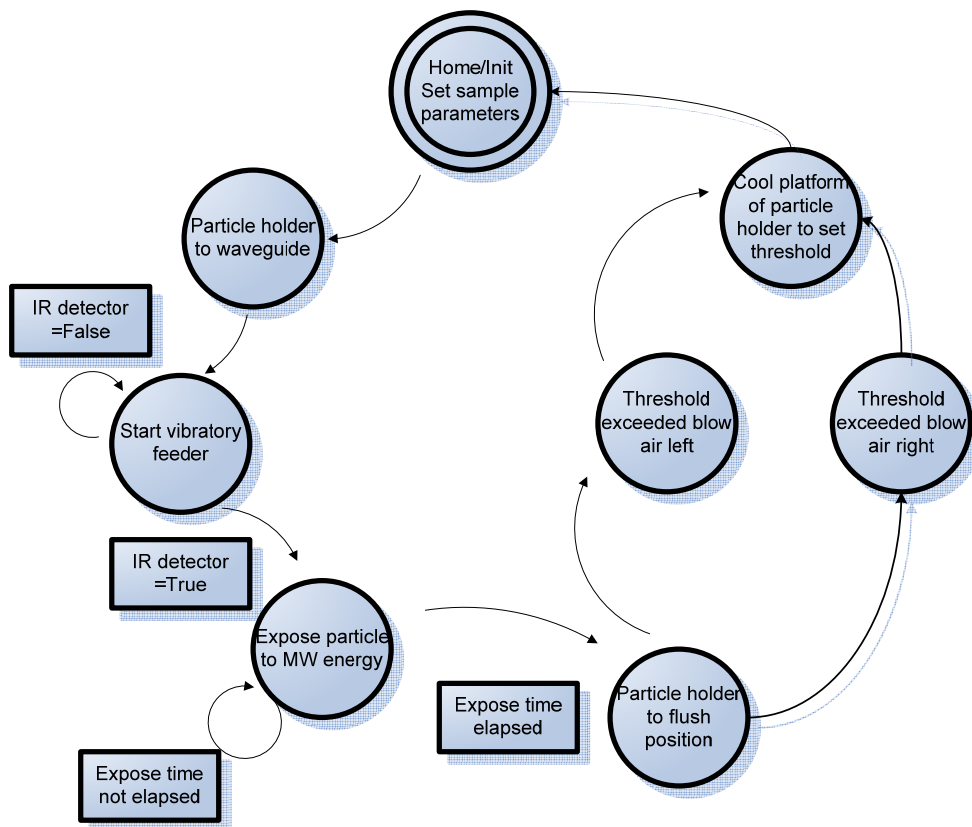 Home/Init
Set sample
parameters
Particle holder
to waveguide
IR detector
=False
Start vibratory
feeder
IR detector
=True
Expose particle
to MW energy
Expose time
not elapsed
Expose time
elapsed
Particle holder
to flush
position
Threshold
exceeded blow
air left
Threshold
exceeded blow
air right
Cool platform
of particle
holder to set
threshold